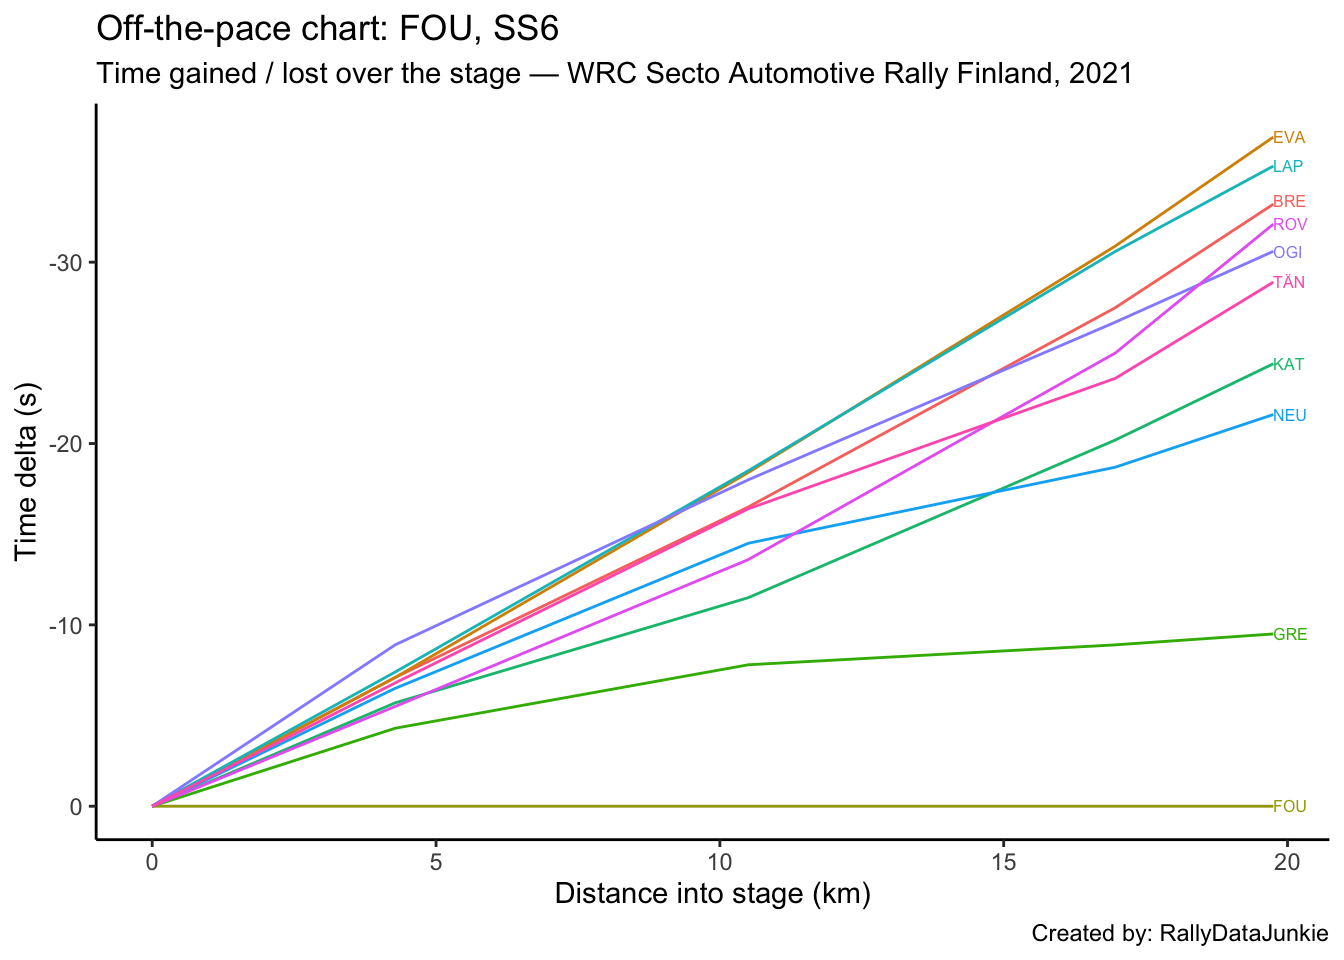 Off-the-pace chart: FOU, SS6
Time gained / lost over the stage — WRC Secto Automotive Rally Finland, 2021
EVA
LAP
BRE
ROV
OGI
TÄN
KAT
NEU
GRE
FOU
-30
-20
-10
0
Time delta (s)
0 5 10 15 20
Distance into stage (km)
Created by: RallyDataJunkie